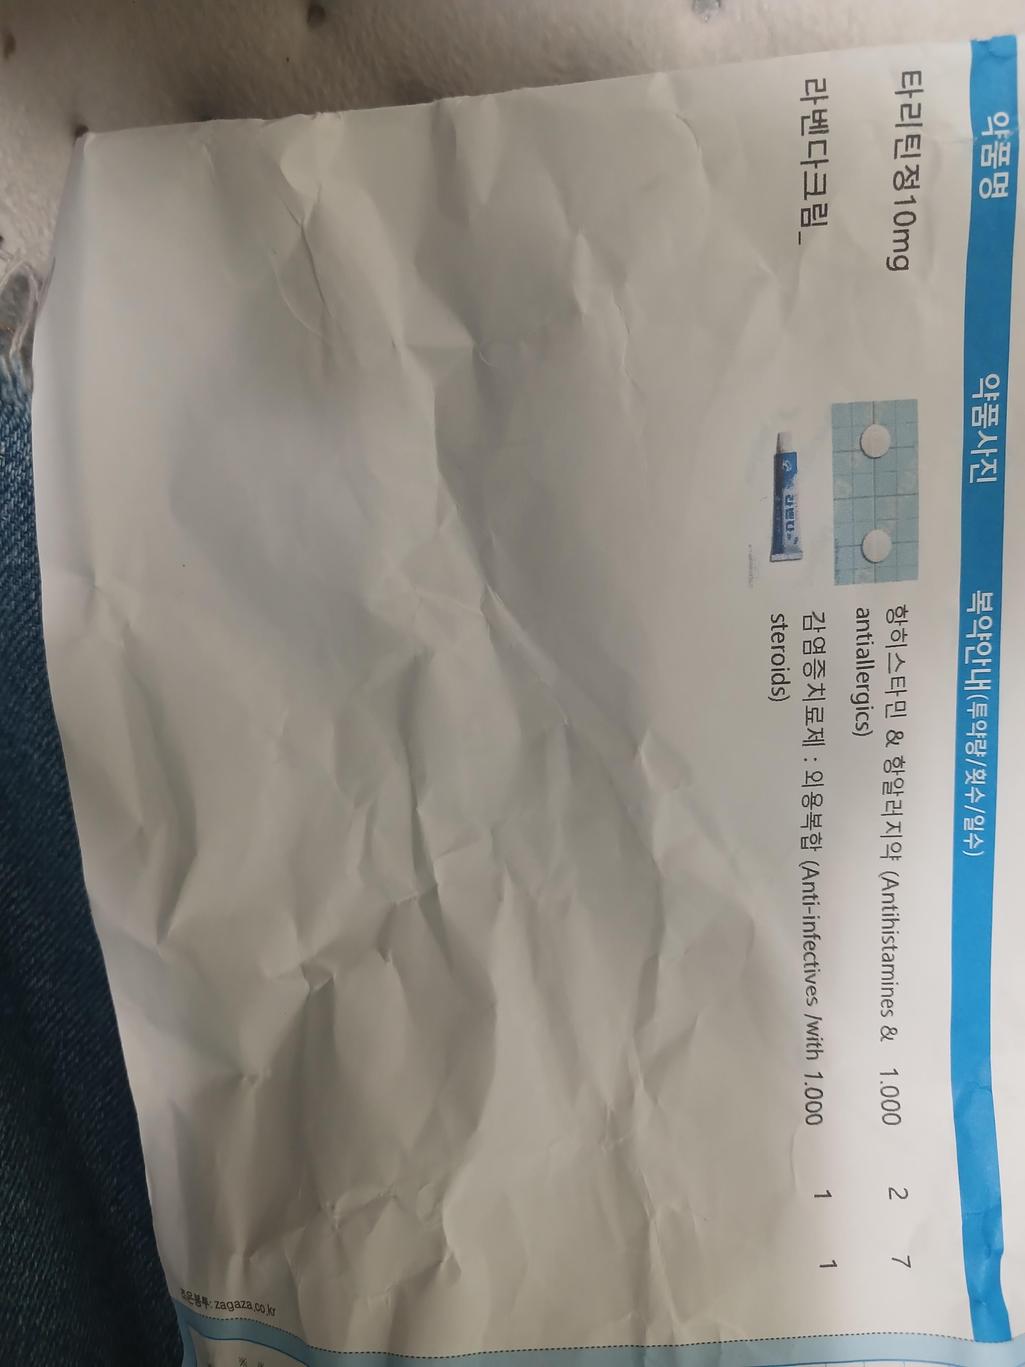 약품명 약품사진 복약안내(투약량/횟수/일수)
타리틴정10mg 항히스타민 & 항알러지약 (Antihistamines & 1.000 2 7
antiallergics)
라벤다크림_ 감염증치료제 : 외용복합 (Anti-infectives /with 1.000 1 1
steroids)
라벤다
zagaza.co.kr